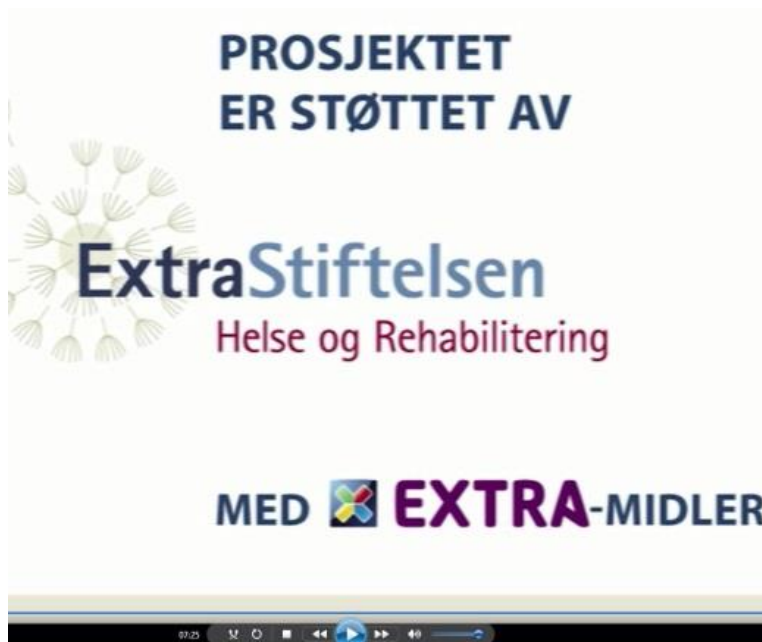 PROSJEKTET
ER STØTTET AV
ExtraStiftelsen
Helse og Rehabilitering
MED EXTRA-MIDLER
07:25